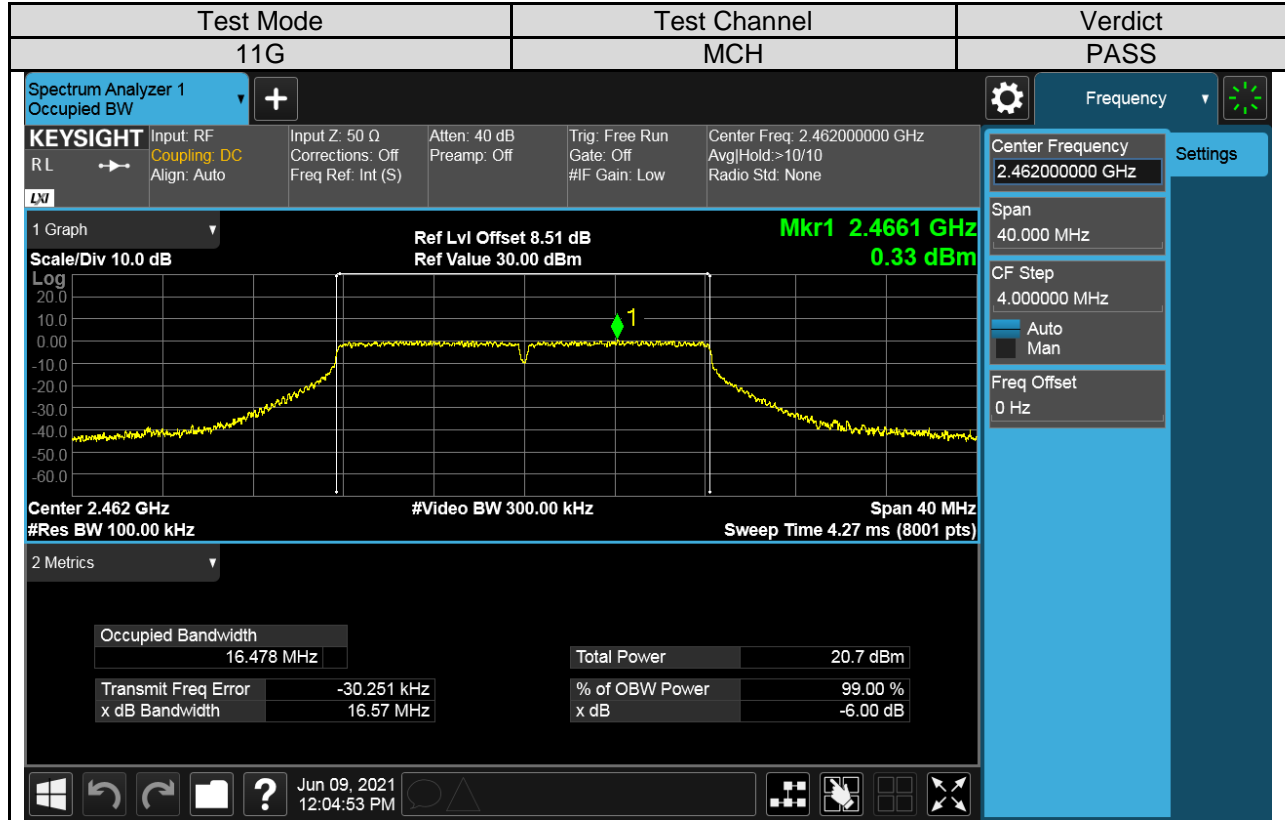 Test Mode Test Channel Verdict
11G MCH PASS
Spectrum Analyzer 1
Occupied BW
Frequency
KEYSIGHT
R L
LXI
Input: RF
Coupling: DC
Align: Auto
Input Z: 50 Ω
Corrections: Off
Freq Ref: Int (S)
Atten: 40 dB
Preamp: Off
Trig: Free Run
Gate: Off
#IF Gain: Low
Center Freq: 2.462000000 GHz
Avg|Hold:>10/10
Radio Std: None
Center Frequency
2.462000000 GHz
Settings
Span
40.000 MHz
CF Step
4.000000 MHz
Auto
Man
Freq Offset
0 Hz
1 Graph
Scale/Div 10.0 dB
Ref Lvl Offset 8.51 dB
Ref Value 30.00 dBm
Mkr1 2.4661 GHz
0.33 dBm
Log
20.0
10.0
0.00
-10.0
-20.0
-30.0
-40.0
-50.0
-60.0
1
Center 2.462 GHz #Video BW 300.00 kHz Span 40 MHz
#Res BW 100.00 kHz Sweep Time 4.27 ms (8001 pts)
2 Metrics
Occupied Bandwidth
16.478 MHz
Total Power 20.7 dBm
Transmit Freq Error -30.251 kHz
% of OBW Power 99.00 %
x dB Bandwidth 16.57 MHz
x dB -6.00 dB
?
Jun 09, 2021
12:04:53 PM